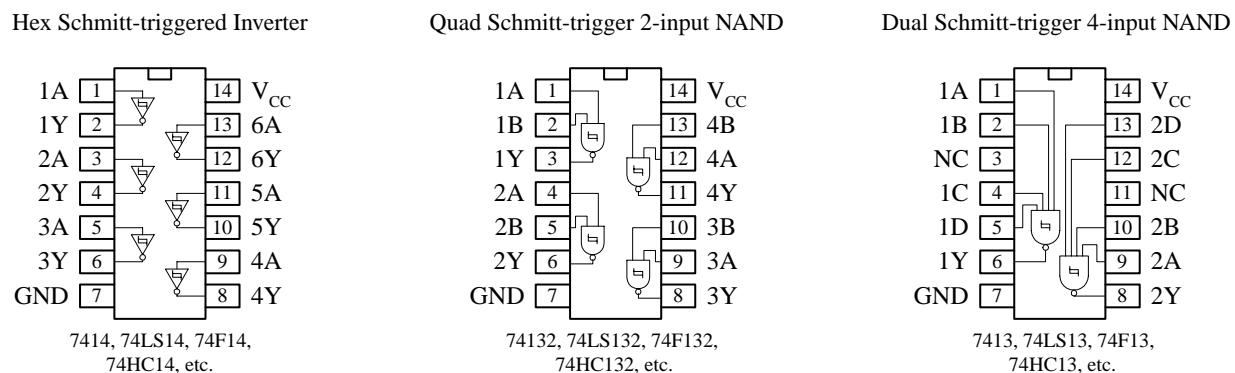 Hex Schmitt-triggered Inverter
1A 1 14 VCC
1Y 2 13 6A
2A 3 12 6Y
2Y 4 11 5A
3A 5 10 5Y
3Y 6 9 4A
GND 7 8 4Y
7414, 74LS14, 74F14,
74HC14, etc.
Quad Schmitt-trigger 2-input NAND
1A 1 14 VCC
1B 2 13 4B
1Y 3 12 4A
2A 4 11 4Y
2B 5 10 3B
2Y 6 9 3A
GND 7 8 3Y
74132, 74LS132, 74F132,
74HC132, etc.
Dual Schmitt-trigger 4-input NAND
1A 1 14 VCC
1B 2 13 2D
NC 3 12 2C
1C 4 11 NC
1D 5 10 2B
1Y 6 9 2A
GND 7 8 2Y
7413, 74LS13, 74F13,
74HC13, etc.